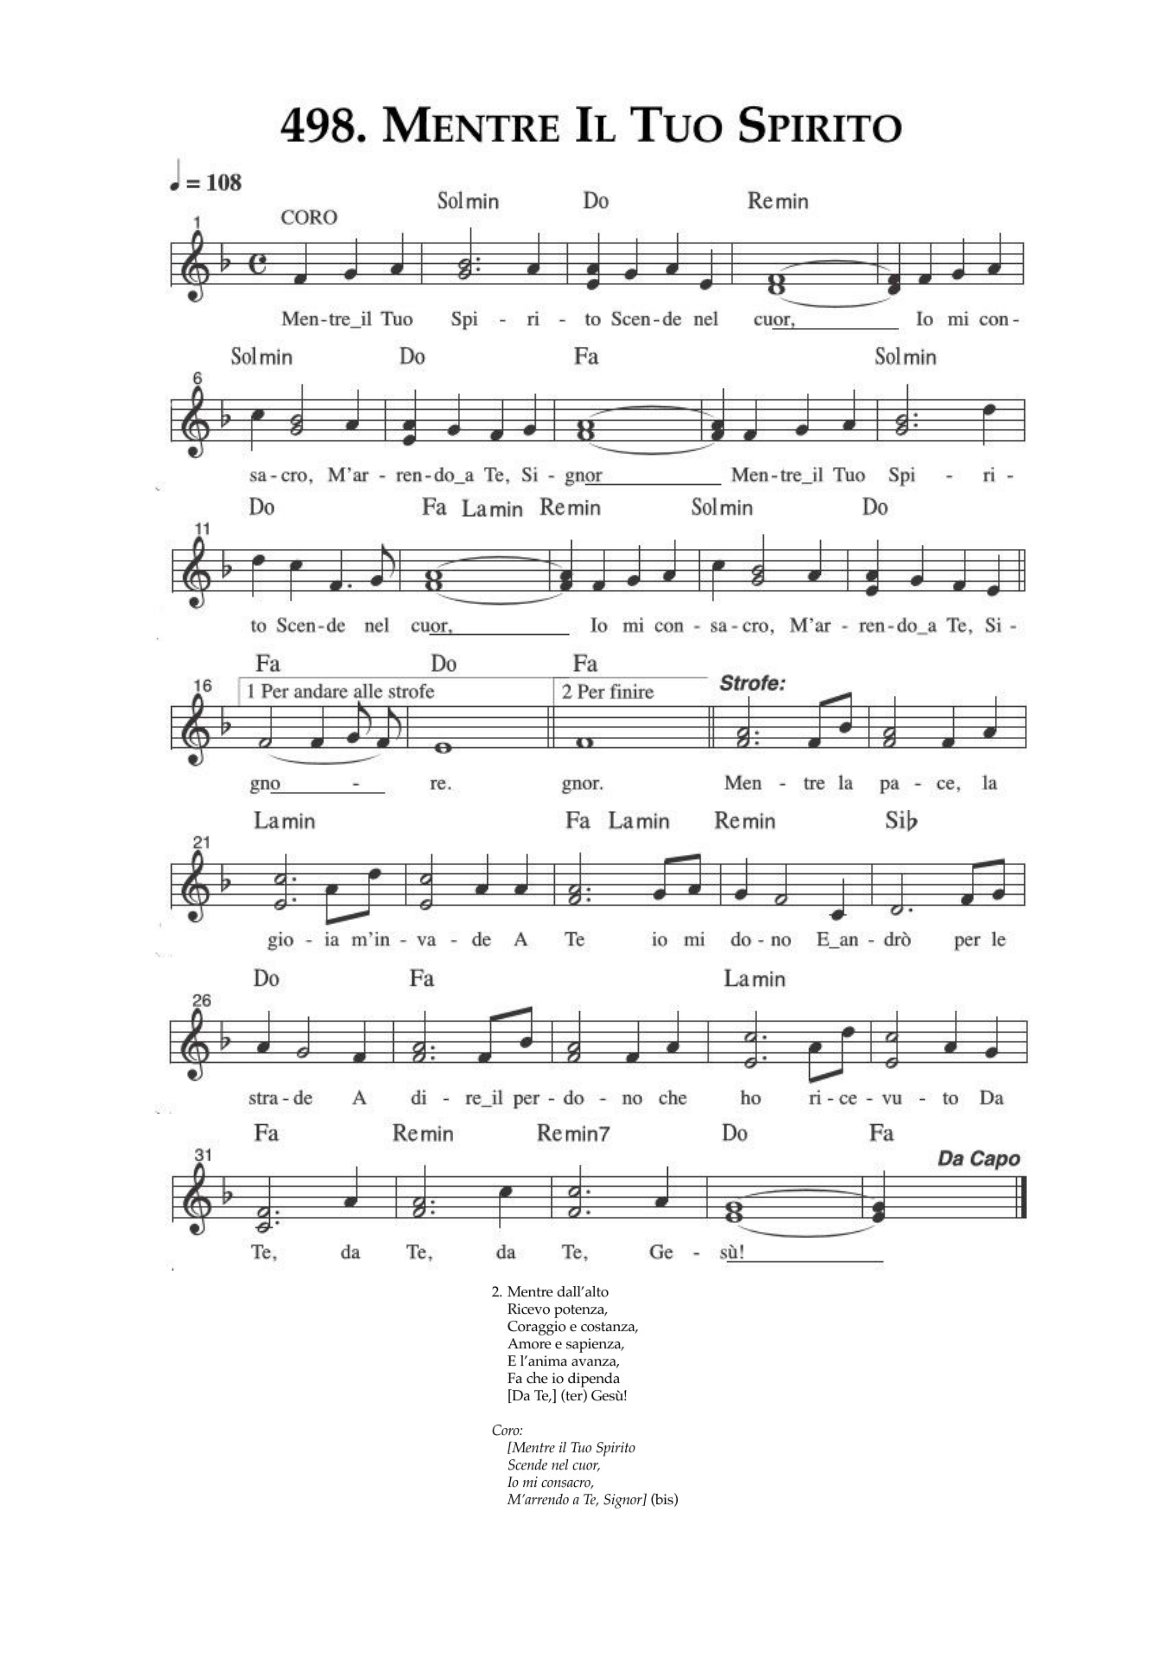 498. Mentre Il Tuo Spirito
♩ = 108
Solmin Do Remin
1 CORO
Men-tre_il Tuo Spi - ri - to Scen-de nel cuor, Io mi con-
Solmin Do Fa Solmin
6
sa-cro, M'ar - ren-do_a Te, Si - gnor Men-tre_il Tuo Spi - ri -
Do Fa Lamin Remin Solmin Do
11
to Scen-de nel cuor, Io mi con - sa-cro, M'ar - ren-do_a Te, Si -
Fa Do Fa
16 1 Per andare alle strofe 2 Per finire Strofe:
gno - re. gnor. Men - tre la pa - ce, la
Lamin Fa Lamin Remin Si♭
21
gio - ia m'in - va - de A Te io mi do - no E_an - drò per le
Do Fa Lamin
26
stra-de A di - re_il per - do - no che ho ri - ce - vu - to Da
Fa Remin Remin7 Do Fa
31 Da Capo
Te, da Te, da Te, Ge - sù!
2. Mentre dall'alto
Ricevo potenza,
Coraggio e costanza,
Amore e sapienza,
E l'anima avanza,
Fa che io dipenda
[Da Te,] (ter) Gesù!
Coro:
[Mentre il Tuo Spirito
Scende nel cuor,
Io mi consacro,
M'arrendo a Te, Signor] (bis)